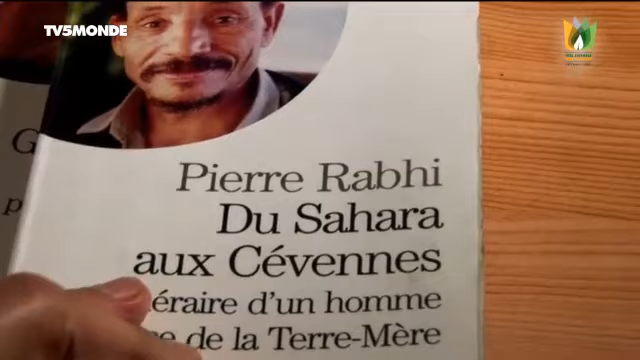 TV5MONDE
G
p
Pierre Rabhi
Du Sahara
aux Cévennes
éraire d'un homme
de la Terre-Mère